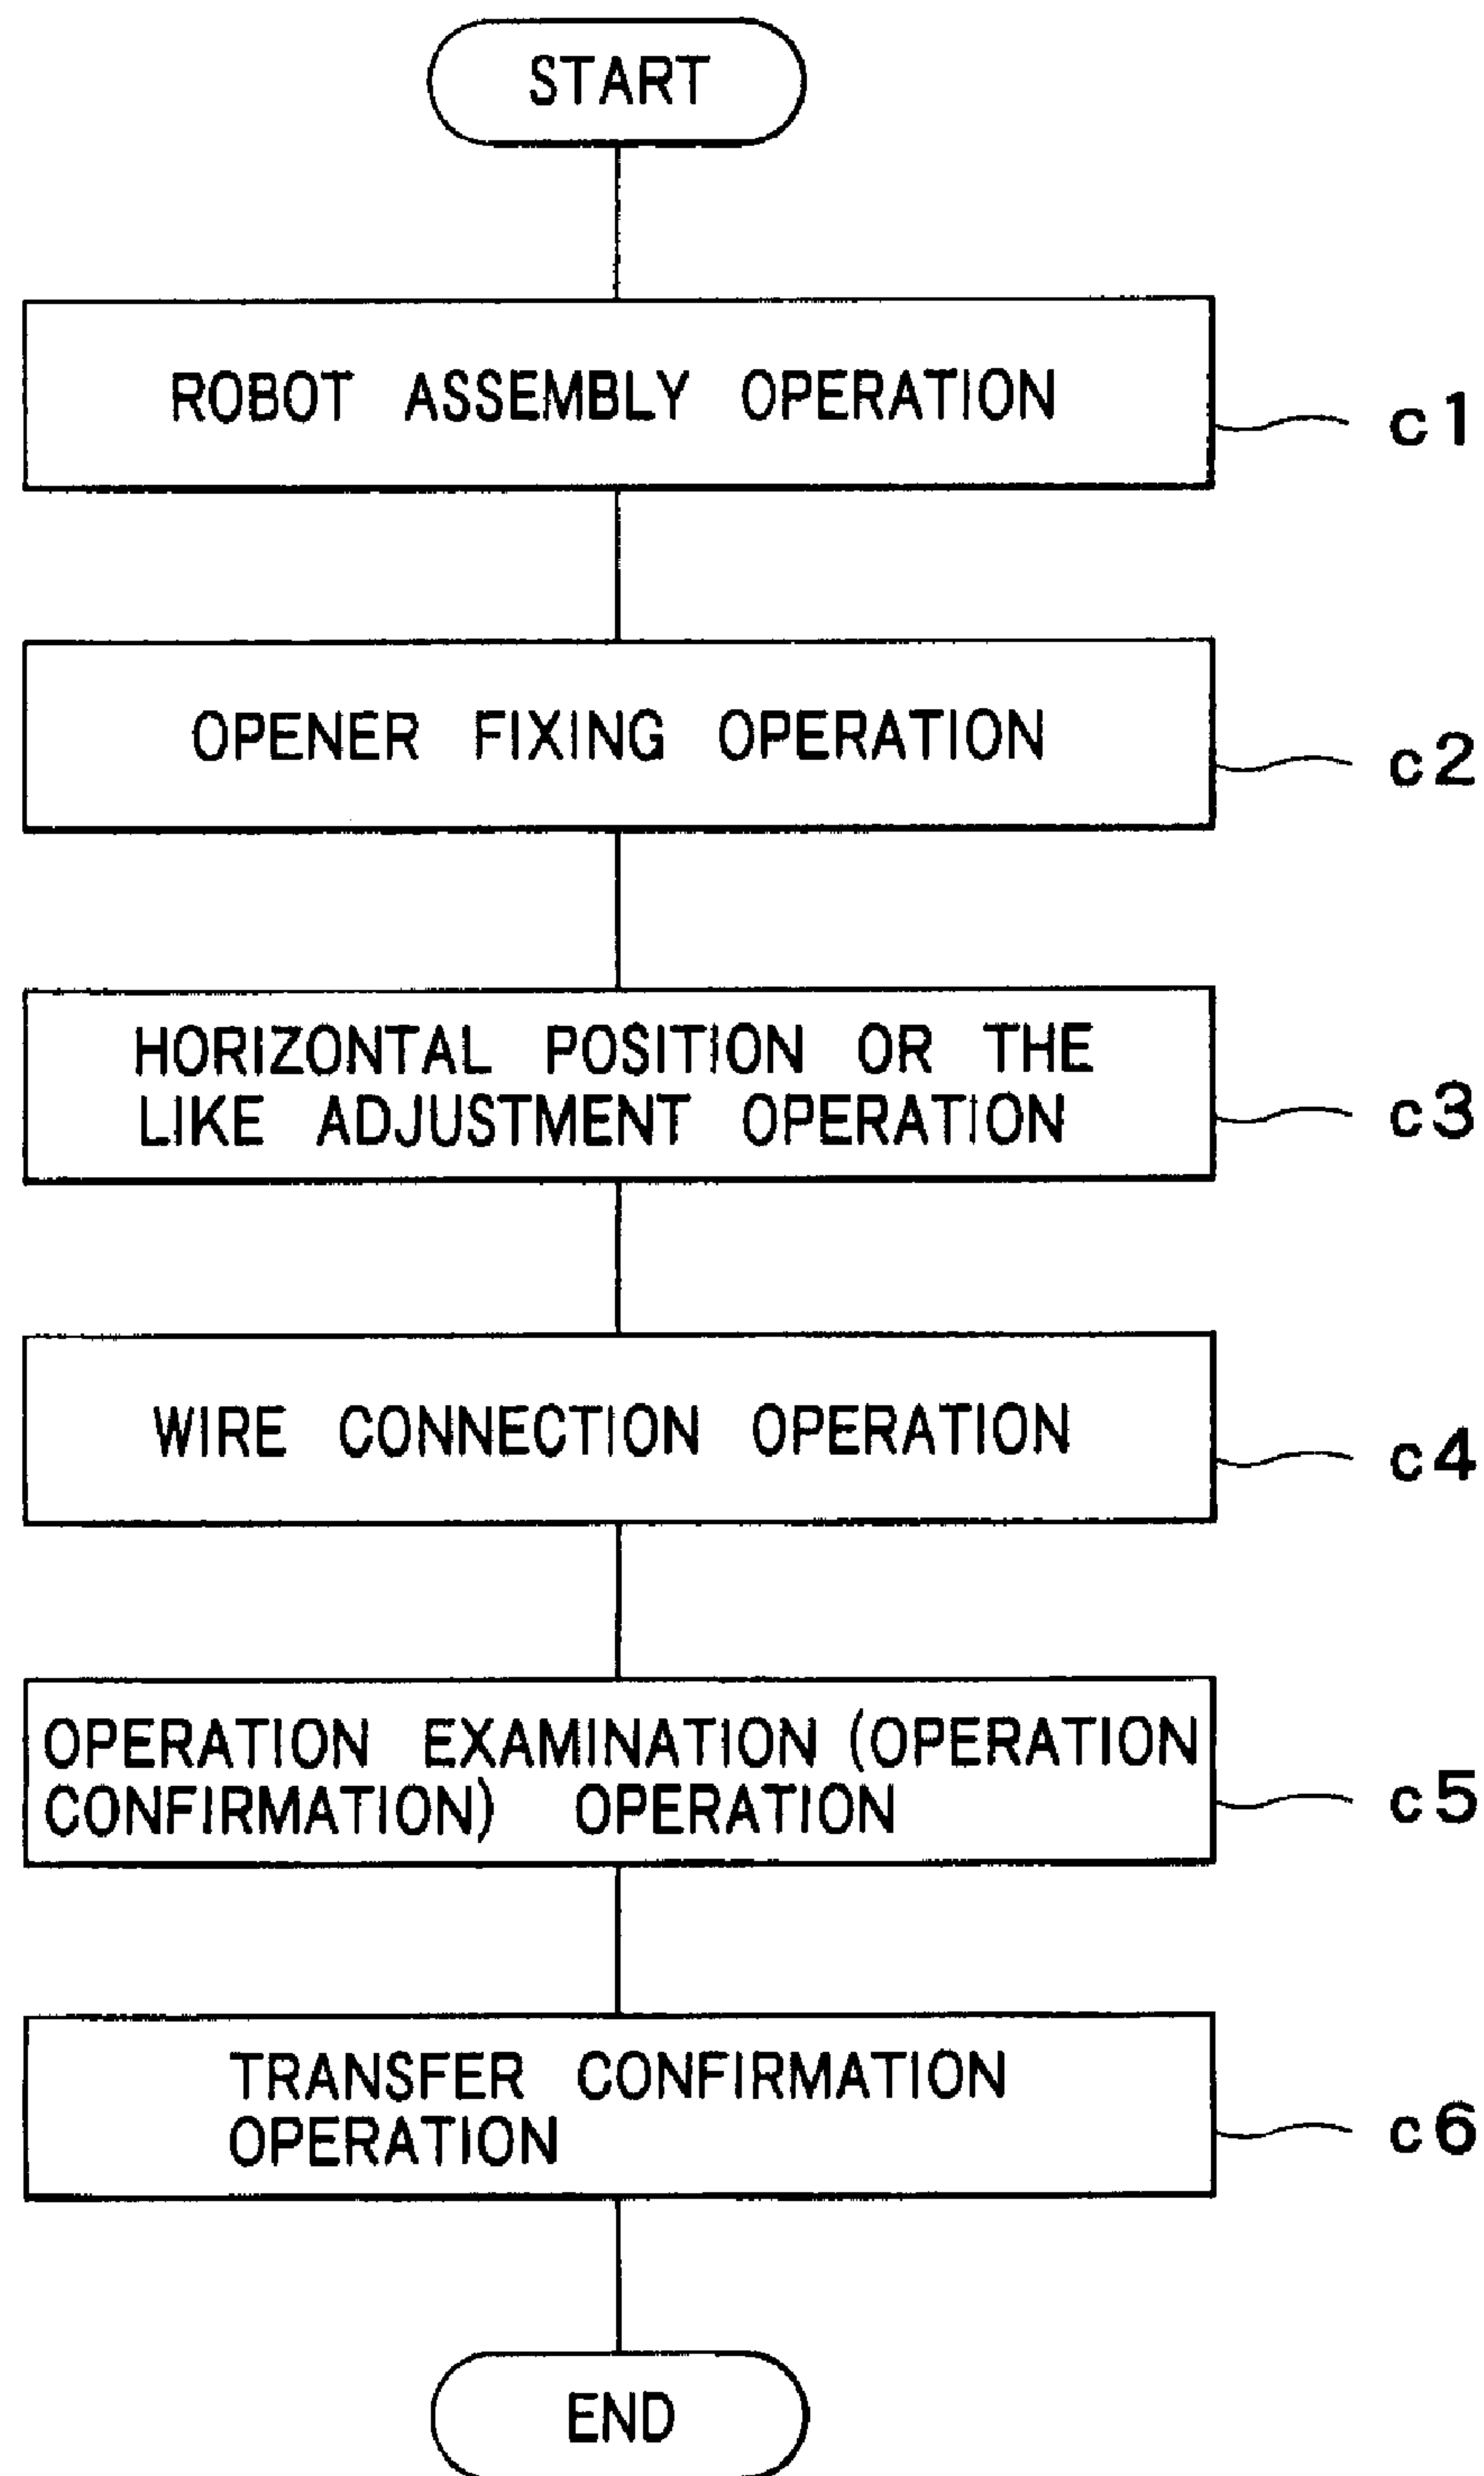 START
ROBOT ASSEMBLY OPERATION
c1
OPENER FIXING OPERATION
c2
HORIZONTAL POSITION OR THE
LIKE ADJUSTMENT OPERATION
c3
WIRE CONNECTION OPERATION
c4
OPERATION EXAMINATION (OPERATION
CONFIRMATION) OPERATION
c5
TRANSFER CONFIRMATION
OPERATION
c6
END